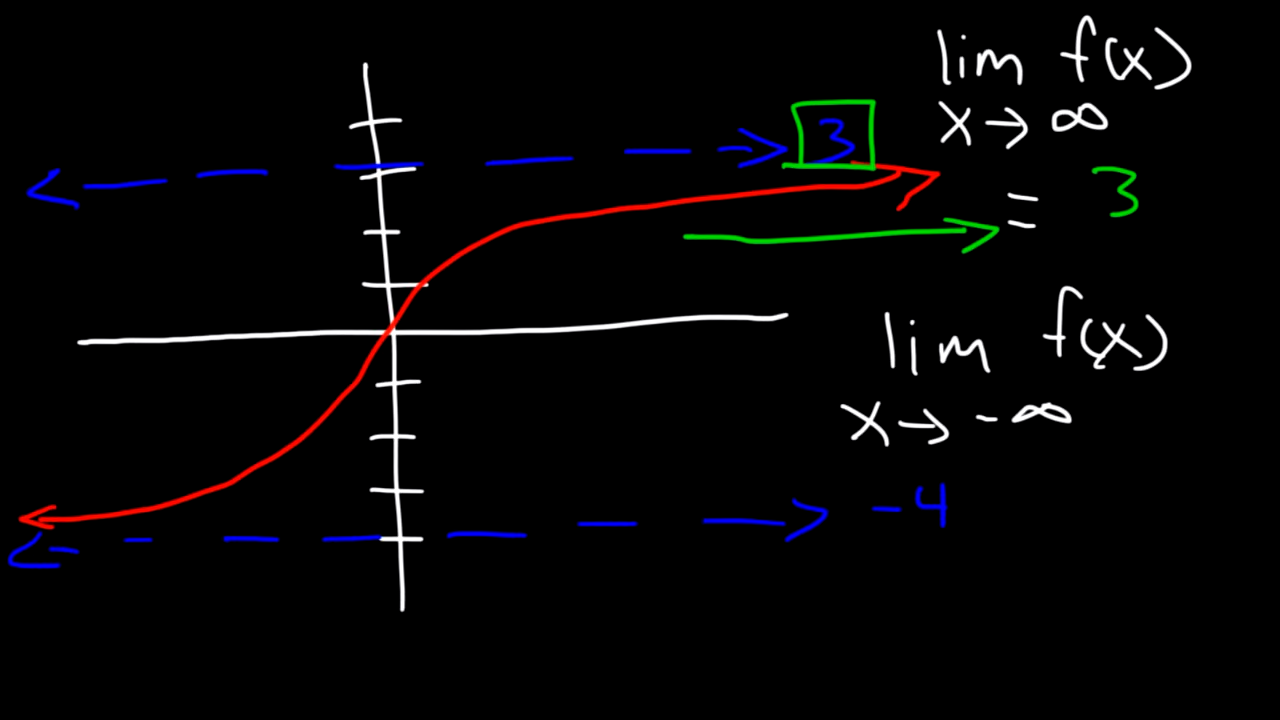 3
lim f(x)
x → ∞
= 3
lim f(x)
x → -∞
-4